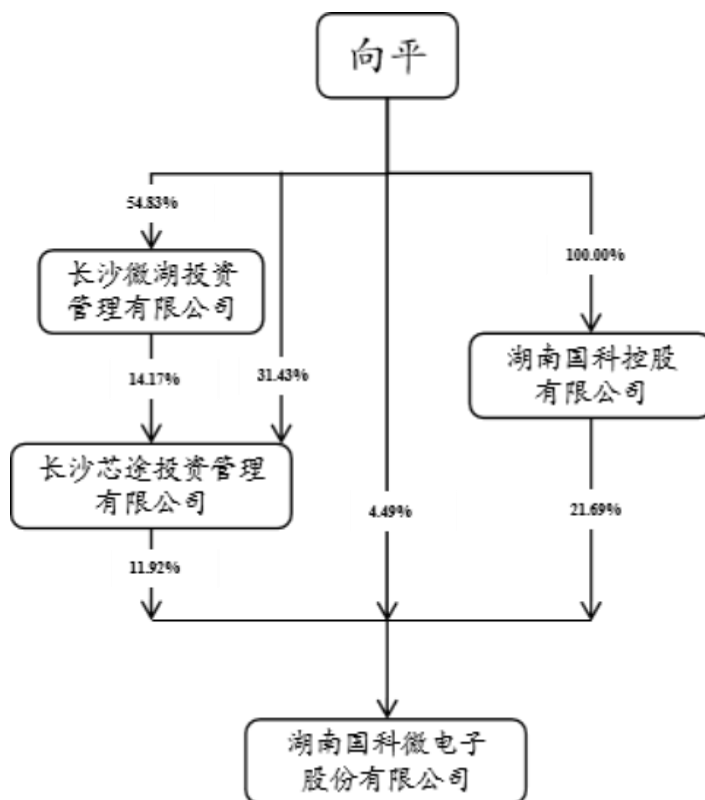 向平
54.83%
100.00%
长沙微湖投资
管理有限公司
湖南国科控股
有限公司
14.17%
31.43%
长沙芯途投资管理
有限公司
4.49%
21.69%
11.92%
湖南国科微电子
股份有限公司